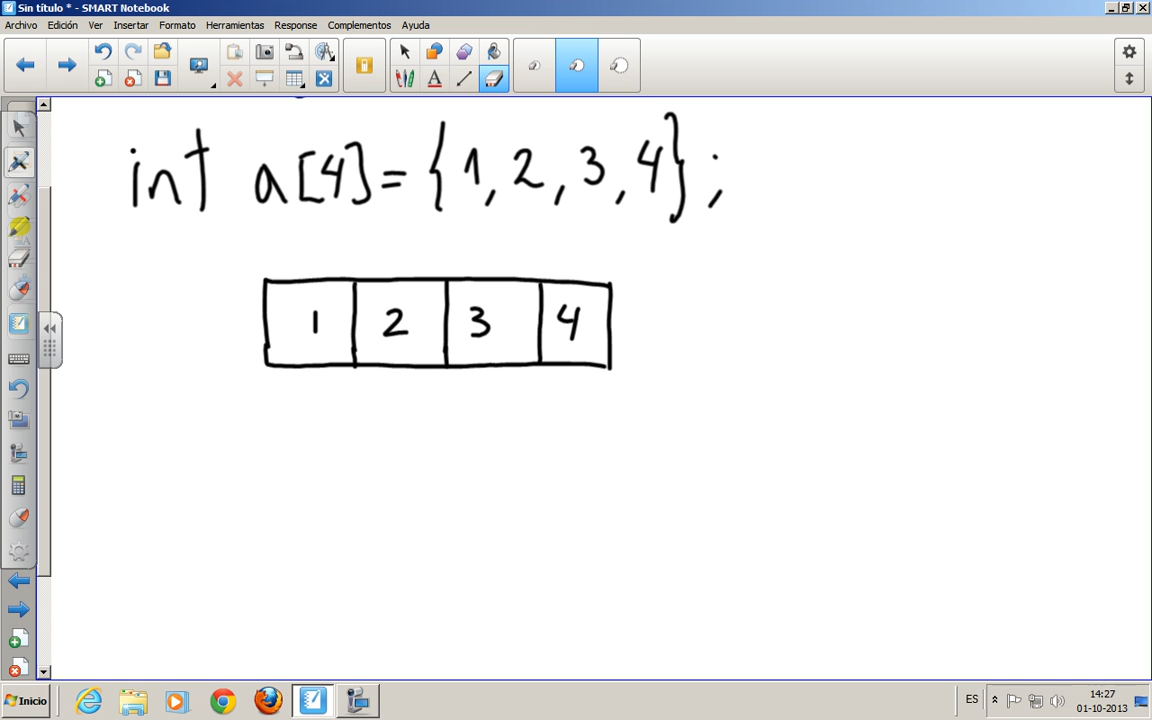 Sin título * - SMART Notebook
Archivo Edición Ver Insertar Formato Herramientas Response Complementos Ayuda
int a[4]={1,2,3,4};
1 2 3 4
Inicio
ES
14:27
01-10-2013